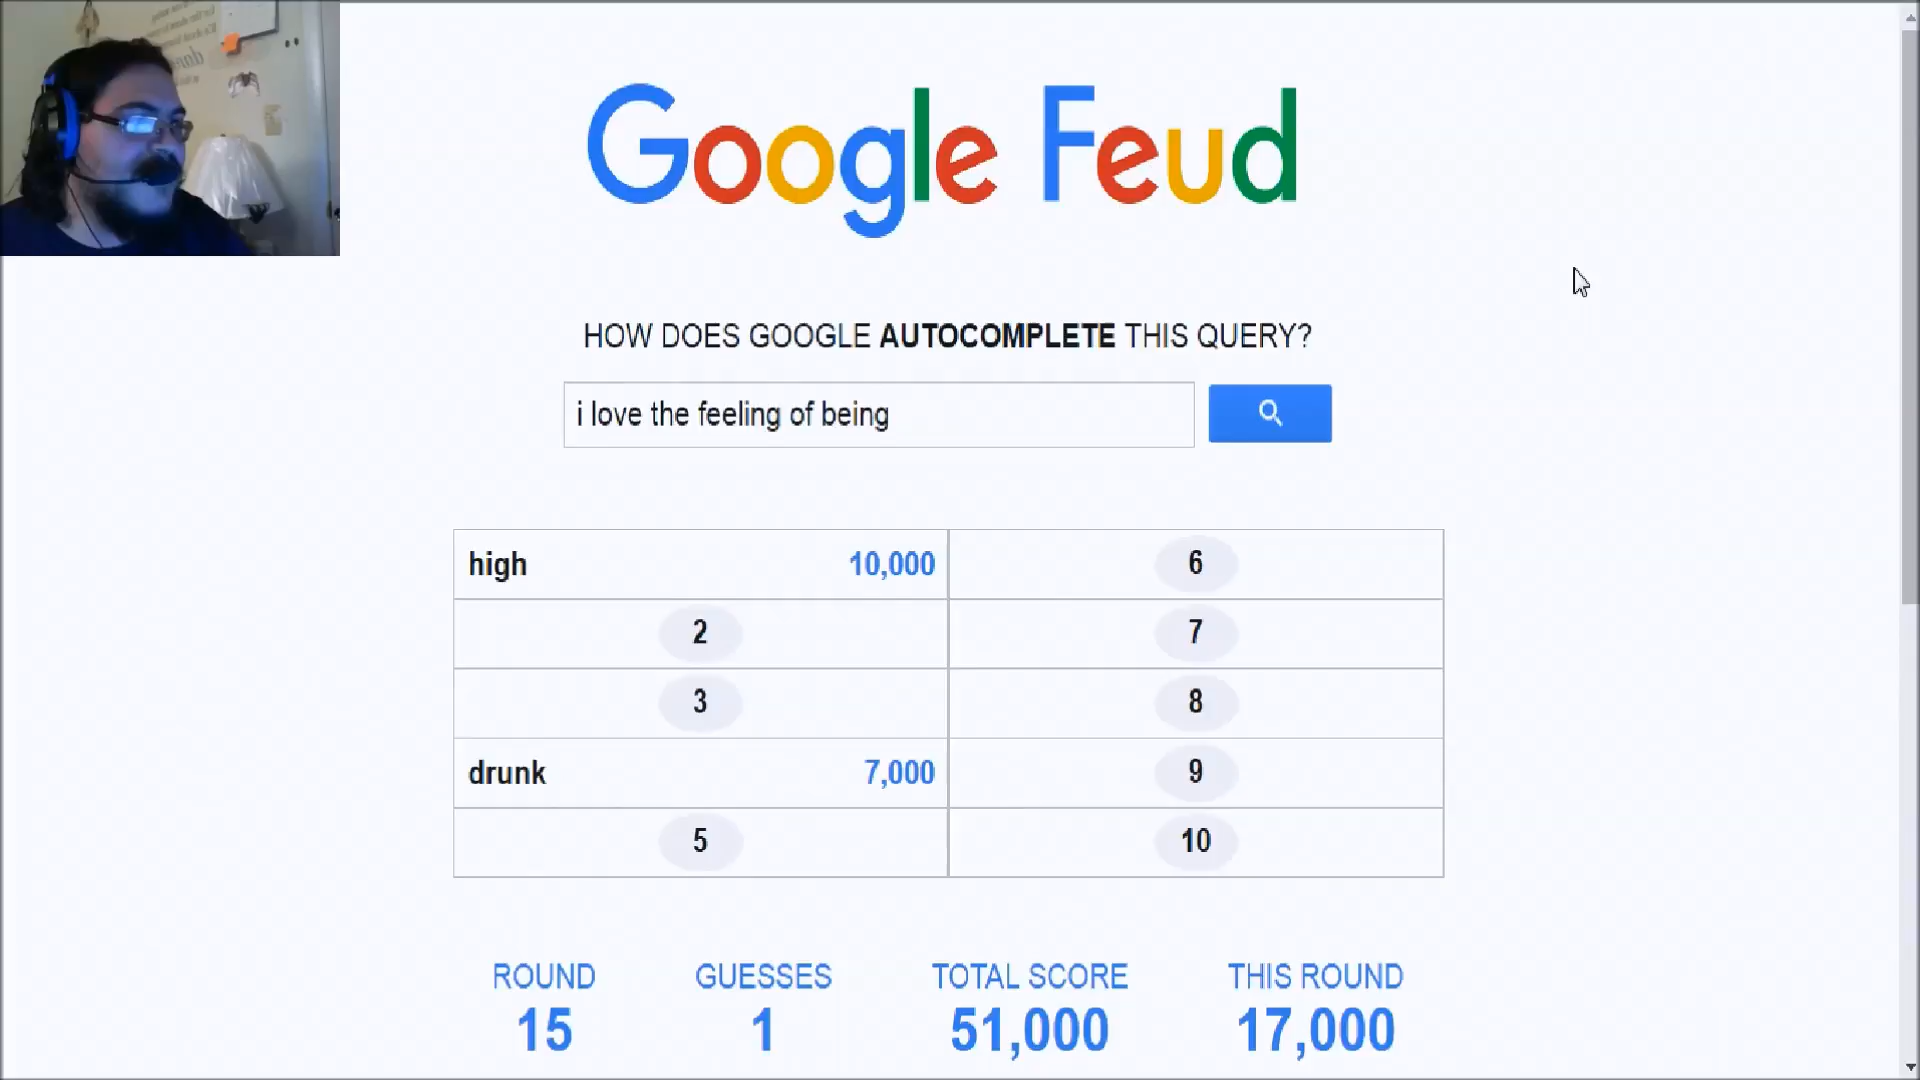 Google Feud
HOW DOES GOOGLE AUTOCOMPLETE THIS QUERY?
i love the feeling of being
high 10,000 6
2 7
3 8
drunk 7,000 9
5 10
ROUND GUESSES TOTAL SCORE THIS ROUND
15 1 51,000 17,000